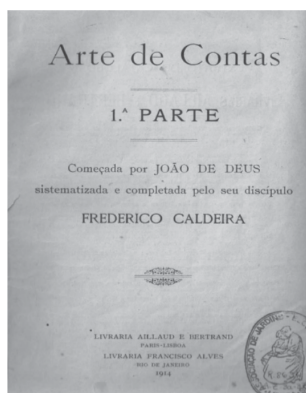 Arte de Contas
1.ª PARTE
Começada por JOÃO DE DEUS
sistematizada e completada pelo seu discípulo
FREDERICO CALDEIRA
LIVRARIA AILLAUD E BERTRAND
PARIS-LISBOA
LIVRARIA FRANCISCO ALVES
RIO DE JANEIRO
1914